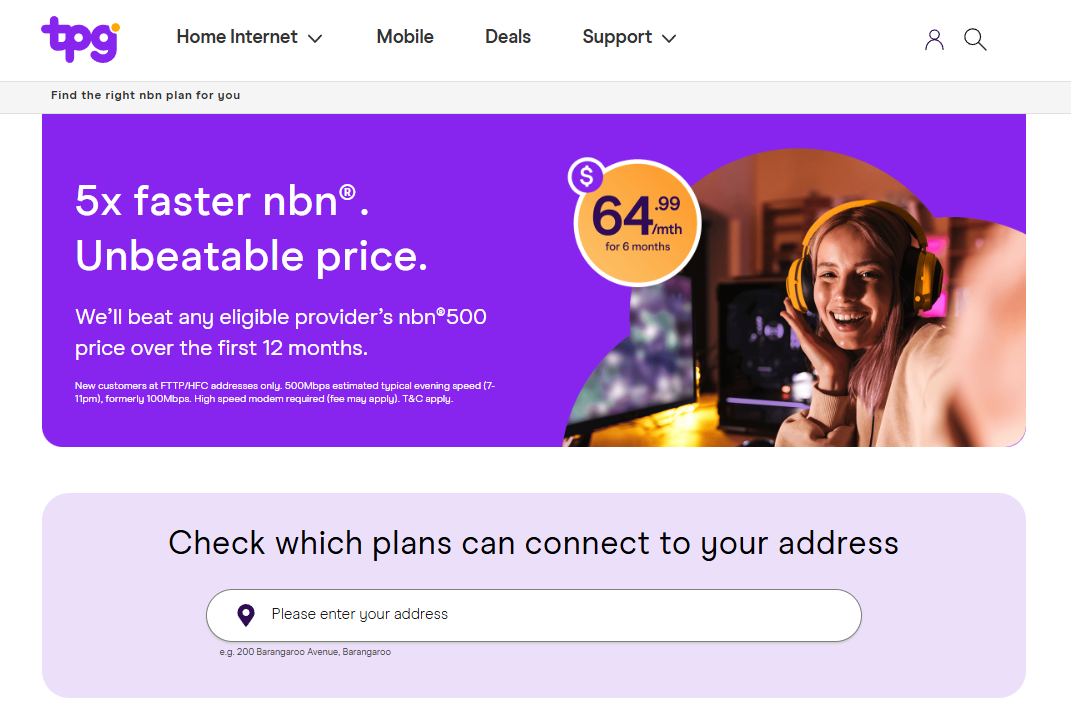 tpg
Home Internet
Mobile
Deals
Support
Find the right nbn plan for you
5x faster nbn®.
Unbeatable price.
We'll beat any eligible provider's nbn®500
price over the first 12 months.
New customers at FTTP/HFC addresses only. 500Mbps estimated typical evening speed (7-
11pm), formerly 100Mbps. High speed modem required (fee may apply). T&C apply.
$
64.99
/mth
for 6 months
Check which plans can connect to your address
Please enter your address
e.g. 200 Barangaroo Avenue, Barangaroo